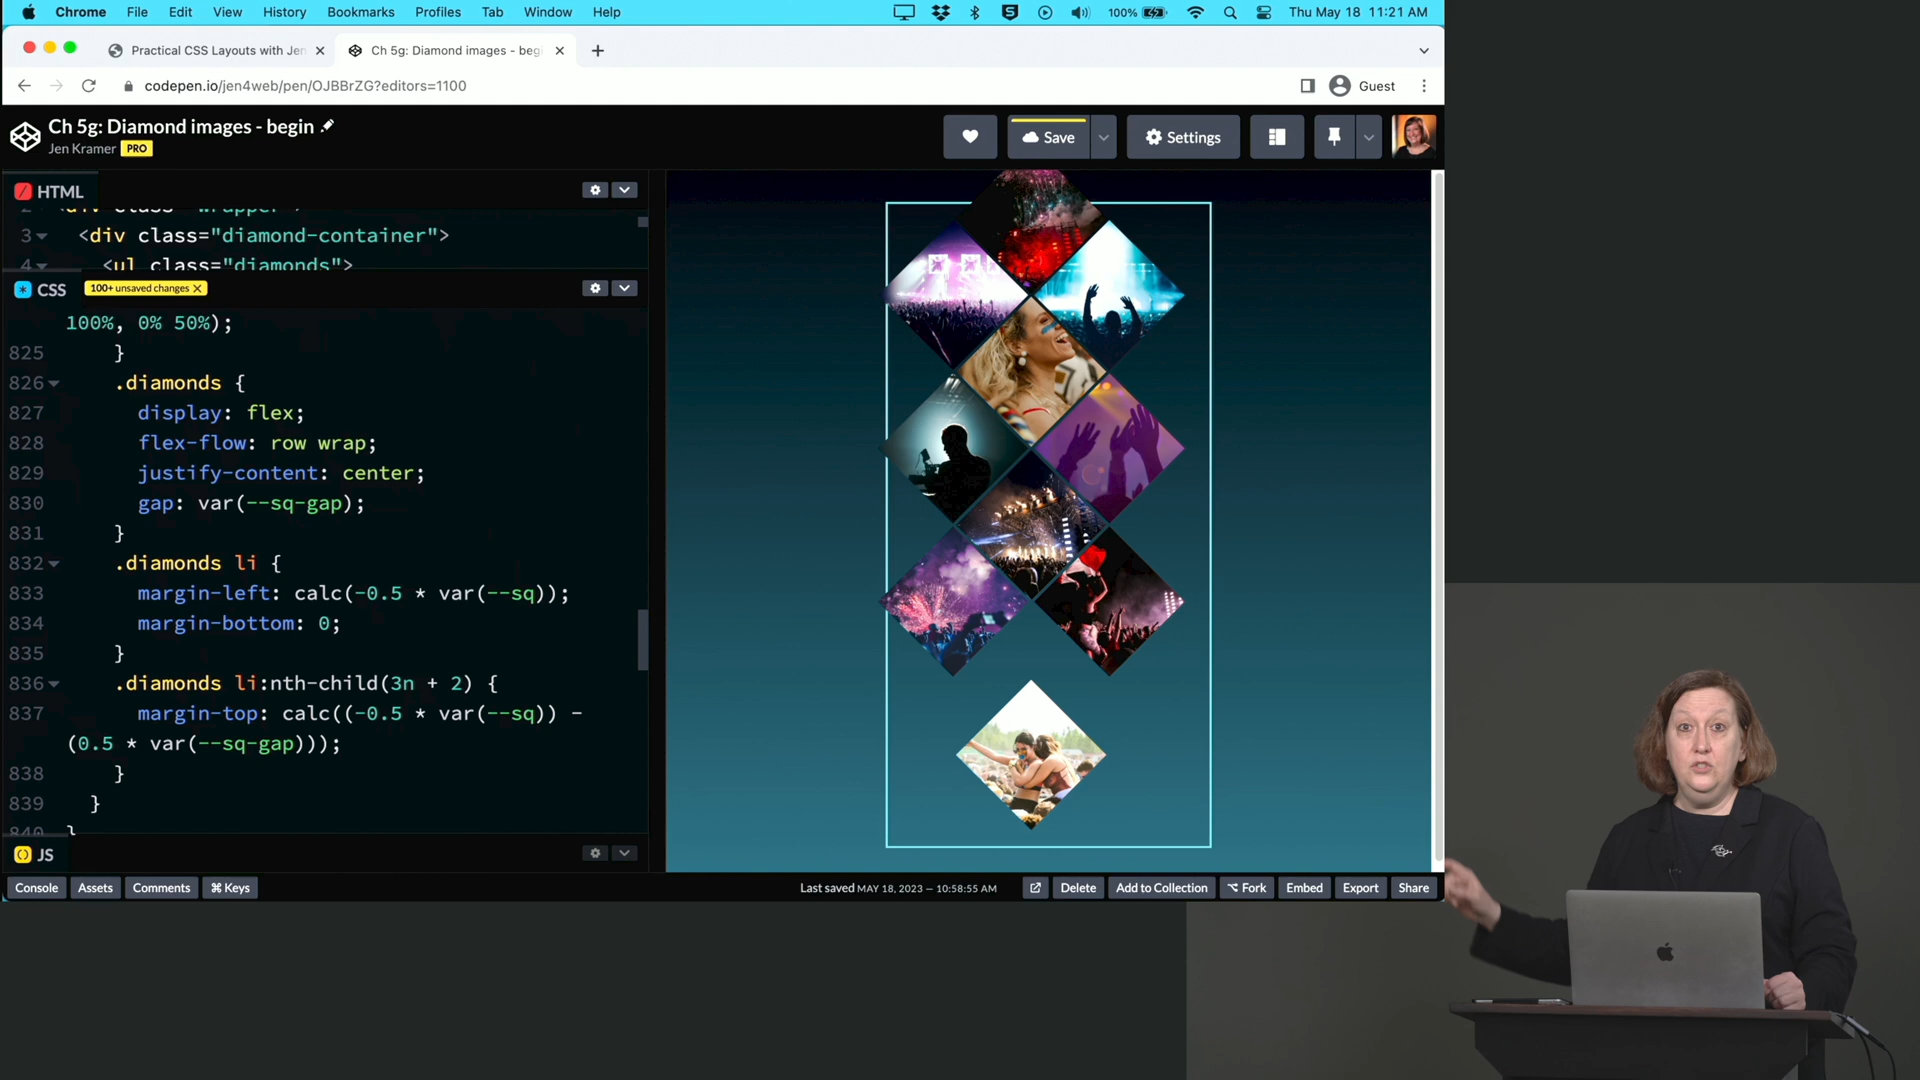 Chrome File Edit View History Bookmarks Profiles Tab Window Help 100% Thu May 18 11:21 AM
Practical CSS Layouts with Jen
Ch 5g: Diamond images - beg
codepen.io/jen4web/pen/OJBBrZG?editors=1100
Guest
Ch 5g: Diamond images - begin
Jen Kramer PRO
Save
Settings
HTML
2 <div class="wrapper">
3 <div class="diamond-container">
4 <ul class="diamonds">
CSS
100+ unsaved changes X
100%, 0% 50%);
825 }
826 .diamonds {
827 display: flex;
828 flex-flow: row wrap;
829 justify-content: center;
830 gap: var(--sq-gap);
831 }
832 .diamonds li {
833 margin-left: calc(-0.5 * var(--sq));
834 margin-bottom: 0;
835 }
836 .diamonds li:nth-child(3n + 2) {
837 margin-top: calc((-0.5 * var(--sq)) -
(0.5 * var(--sq-gap)));
838 }
839 }
840 }
JS
Console Assets Comments ⌘ Keys
Last saved MAY 18, 2023 — 10:58:55 AM
Delete Add to Collection Fork Embed Export Share